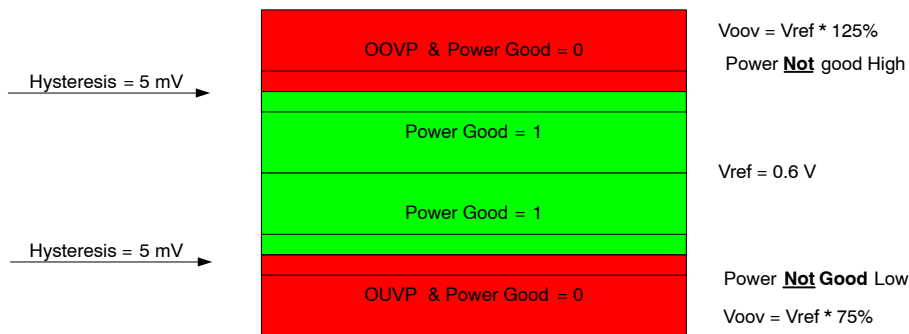 Voov = Vref * 125%
OOVP & Power Good = 0
Power Not good High
Hysteresis = 5 mV
Power Good = 1
Vref = 0.6 V
Power Good = 1
Hysteresis = 5 mV
Power Not Good Low
OUVP & Power Good = 0
Voov = Vref * 75%